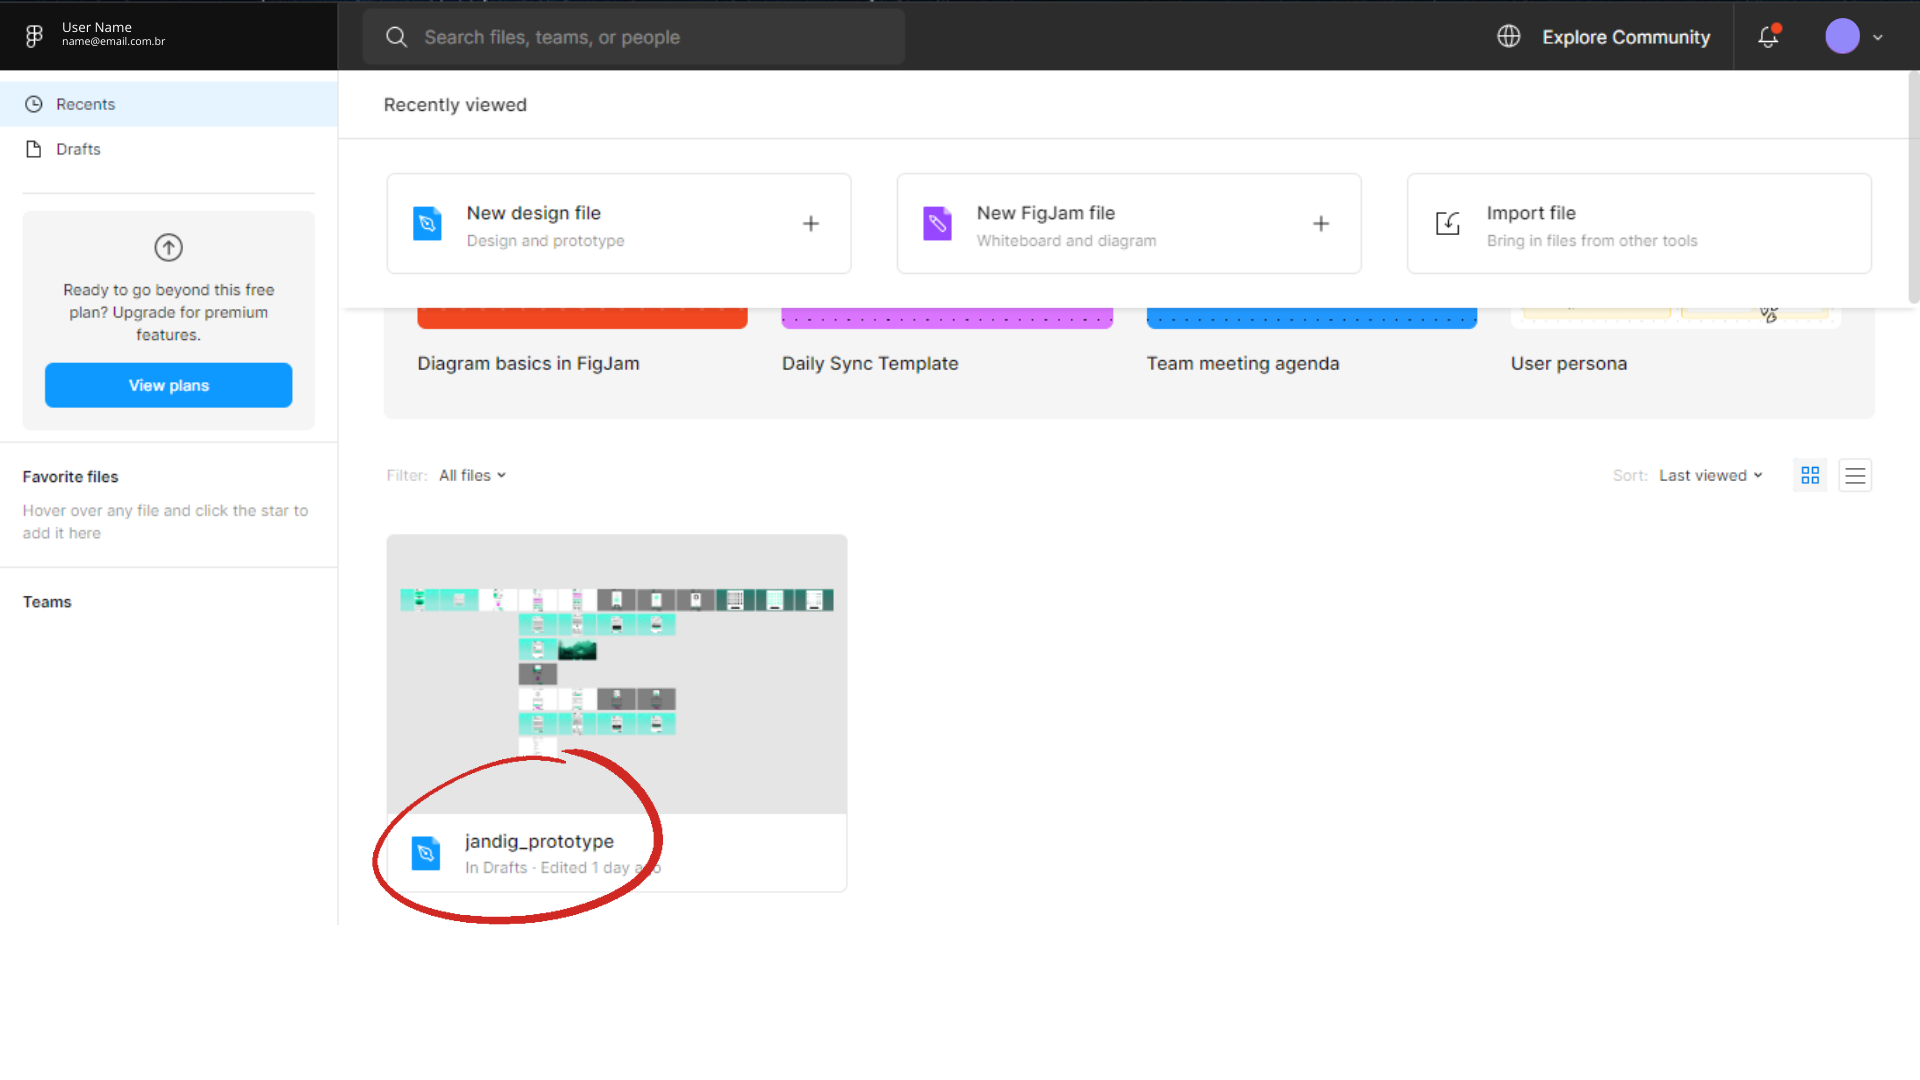 User Name
name@email.com.br
Search files, teams, or people
Explore Community
Recents
Drafts
Ready to go beyond this free
plan? Upgrade for premium
features.
View plans
Favorite files
Hover over any file and click the star to
add it here
Teams
Recently viewed
New design file
Design and prototype
New FigJam file
Whiteboard and diagram
Import file
Bring in files from other tools
Diagram basics in FigJam
Daily Sync Template
Team meeting agenda
User persona
Filter: All files
Sort: Last viewed
jandig_prototype
In Drafts · Edited 1 day ago